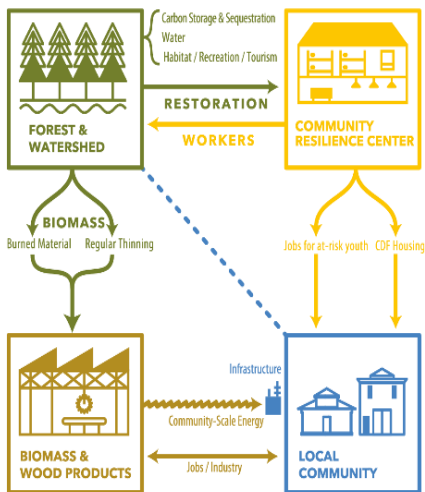 Carbon Storage & Sequestration
Water
Habitat / Recreation / Tourism
RESTORATION
WORKERS
FOREST &
WATERSHED
COMMUNITY
RESILIENCE CENTER
BIOMASS
Burned Material
Regular Thinning
Jobs for at-risk youth
CDF Housing
Infrastructure
Community-Scale Energy
Jobs / Industry
BIOMASS &
WOOD PRODUCTS
LOCAL
COMMUNITY